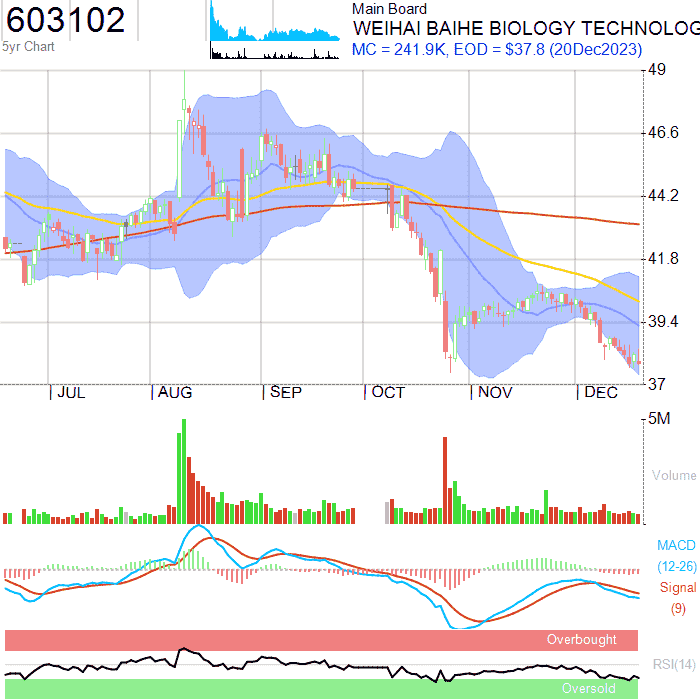 603102
5yr Chart
Main Board
WEIHAI BAIHE BIOLOGY TECHNOLOG
MC = 241.9K, EOD = $37.8 (20Dec2023)
49
46.6
44.2
41.8
39.4
37
JUL AUG SEP OCT NOV DEC
5M
Volume
MACD
(12-26)
Signal
(9)
Overbought
RSI(14)
Oversold